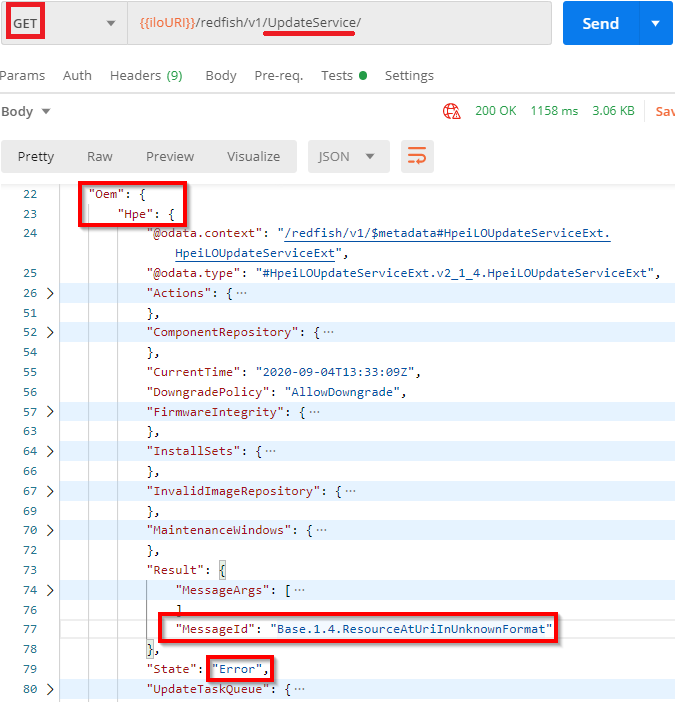 GET {{iloURI}}/redfish/v1/UpdateService/ Send
Params Auth Headers (9) Body Pre-req. Tests Settings
Body 200 OK 1158 ms 3.06 KB Sav
Pretty Raw Preview Visualize JSON
22 "Oem": {
23 "Hpe": {
24 "@odata.context": "/redfish/v1/$metadata#HpeiLOUpdateServiceExt.
HpeiLOUpdateServiceExt",
25 "@odata.type": "#HpeiLOUpdateServiceExt.v2_1_4.HpeiLOUpdateServiceExt",
26 "Actions": {…
51 },
52 "ComponentRepository": {…
54 },
55 "CurrentTime": "2020-09-04T13:33:09Z",
56 "DowngradePolicy": "AllowDowngrade",
57 "FirmwareIntegrity": {…
63 },
64 "InstallSets": {…
66 },
67 "InvalidImageRepository": {…
69 },
70 "MaintenanceWindows": {…
72 },
73 "Result": {
74 "MessageArgs": […
76 ]
77 "MessageId": "Base.1.4.ResourceAtUriInUnknownFormat"
78 },
79 "State": "Error",
80 "UpdateTaskQueue": {…